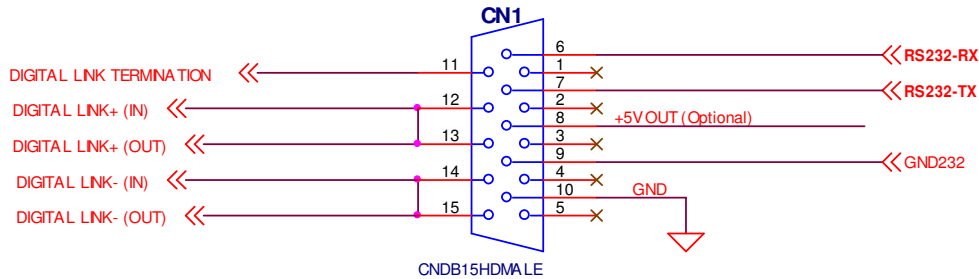 CN1
6 RS232-RX
DIGITAL LINK TERMINATION 11 1
7 RS232-TX
DIGITAL LINK+ (IN) 12 2
8 +5V OUT (Optional)
DIGITAL LINK+ (OUT) 13 3
9 GND232
DIGITAL LINK- (IN) 14 4
10 GND
DIGITAL LINK- (OUT) 15 5
CNDB15HDMALE